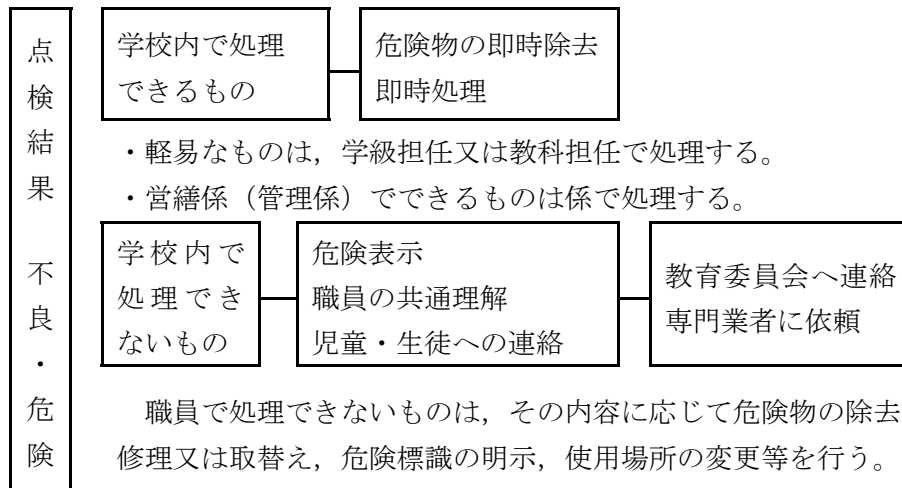 点検結果 不良・危険
学校内で処理
できるもの
危険物の即時除去
即時処理
・軽易なものは，学級担任又は教科担任で処理する。
・営繕係（管理係）でできるものは係で処理する。
学校内で
処理でき
ないもの
危険表示
職員の共通理解
児童・生徒への連絡
教育委員会へ連絡
専門業者に依頼
職員で処理できないものは，その内容に応じて危険物の除去
修理又は取替え，危険標識の明示，使用場所の変更等を行う。